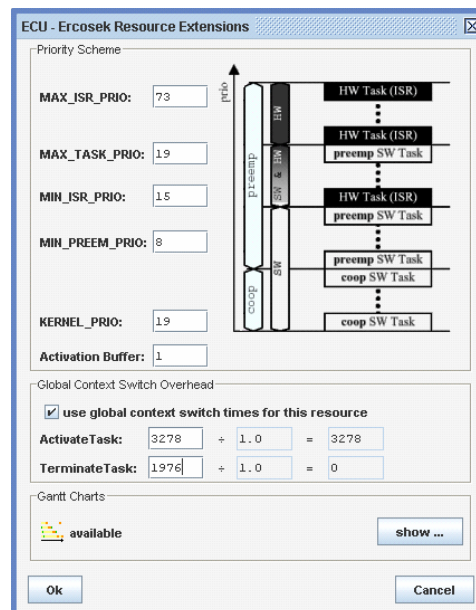 ECU - Ercosek Resource Extensions
Priority Scheme
MAX_ISR_PRIO: 73
MAX_TASK_PRIO: 19
MIN_ISR_PRIO: 15
MIN_PREEM_PRIO: 8
KERNEL_PRIO: 19
Activation Buffer: 1
prio
preemp
coop
HW
SW & HW
SW
HW Task (ISR)
HW Task (ISR)
preemp SW Task
HW Task (ISR)
preemp SW Task
preemp SW Task
coop SW Task
coop SW Task
Global Context Switch Overhead
use global context switch times for this resource
ActivateTask: 3278 ÷ 1.0 = 3278
TerminateTask: 1976 ÷ 1.0 = 0
Gantt Charts
available
show ...
Ok
Cancel